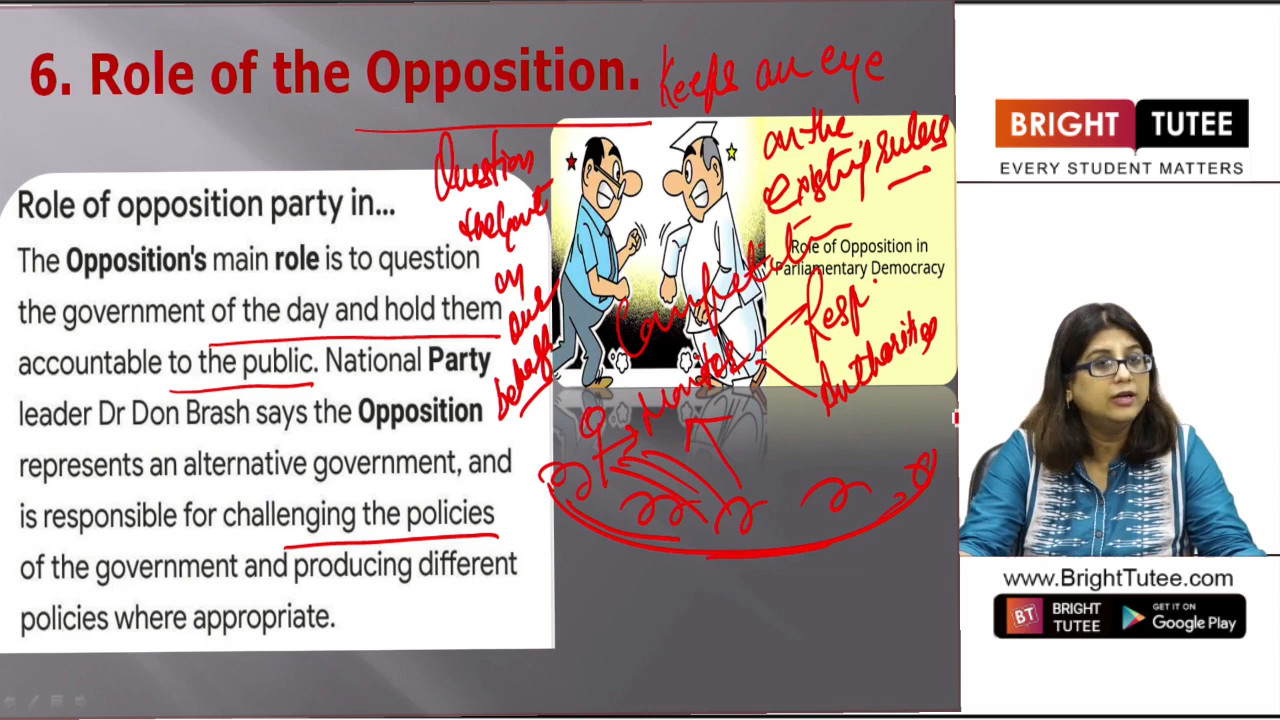 6. Role of the Opposition.
Keeps an eye
on the
existing rulers
Question
the govt
on
our
behalf
Role of opposition party in...
The Opposition's main role is to question
the government of the day and hold them
accountable to the public. National Party
leader Dr Don Brash says the Opposition
represents an alternative government, and
is responsible for challenging the policies
of the government and producing different
policies where appropriate.
Role of Opposition in
Parliamentary Democracy
Competition
Monitor
Resp.
Authorities
BRIGHT TUTEE
EVERY STUDENT MATTERS
www.BrightTutee.com
BT
BRIGHT
TUTEE
GET IT ON
Google Play